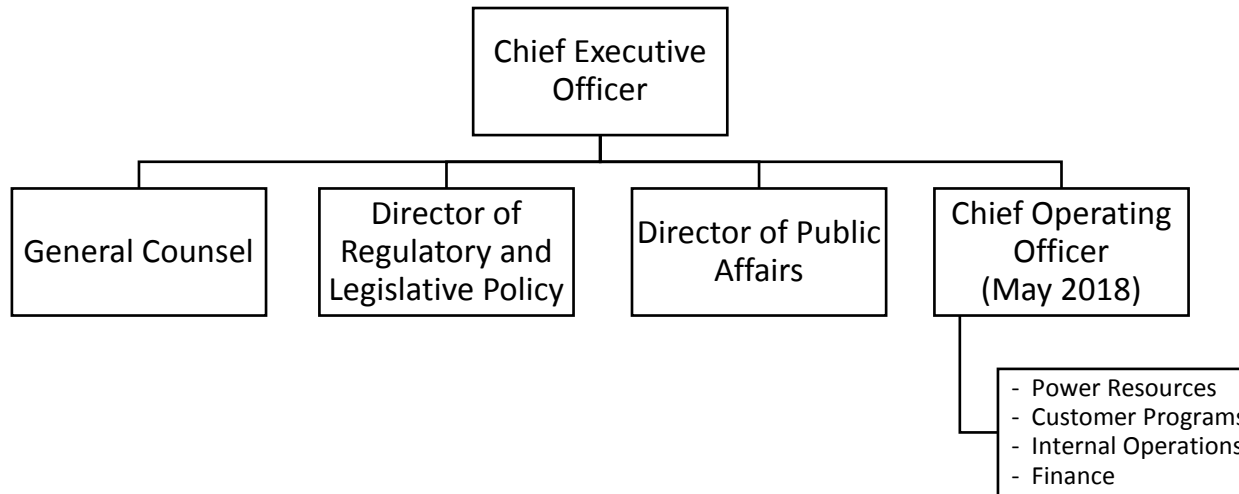 Chief Executive
Officer
General Counsel
Director of
Regulatory and
Legislative Policy
Director of Public
Affairs
Chief Operating
Officer
(May 2018)
- Power Resources
- Customer Programs
- Internal Operations
- Finance